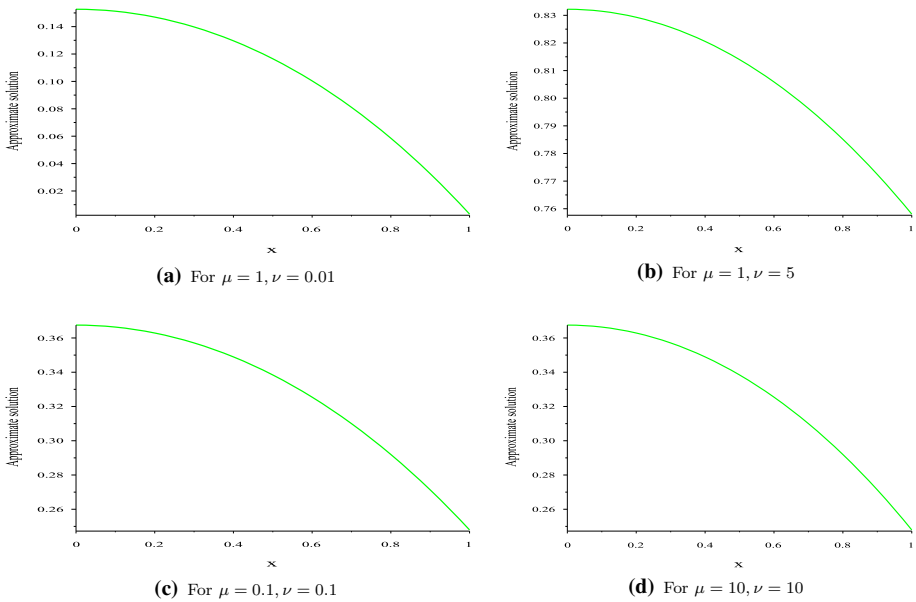 0.14
0.12
0.10
0.08
0.06
0.04
0.02
Approximate solution
0 0.2 0.4 0.6 0.8 1
x
(a) For μ = 1, ν = 0.01
0.83
0.82
0.81
0.80
0.79
0.78
0.77
0.76
Approximate solution
0 0.2 0.4 0.6 0.8 1
x
(b) For μ = 1, ν = 5
0.36
0.34
0.32
0.30
0.28
0.26
Approximate solution
0 0.2 0.4 0.6 0.8 1
x
(c) For μ = 0.1, ν = 0.1
0.36
0.34
0.32
0.30
0.28
0.26
Approximate solution
0 0.2 0.4 0.6 0.8 1
x
(d) For μ = 10, ν = 10